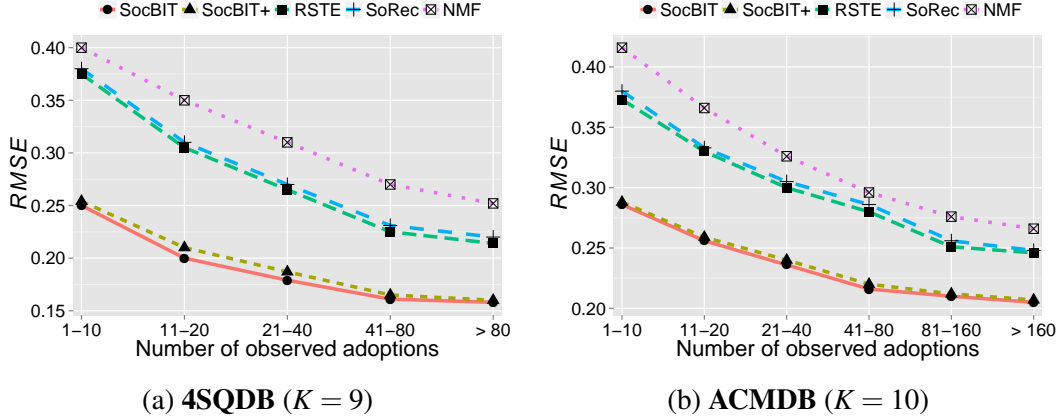 SocBIT SocBIT+ RSTE SoRec NMF
0.40
0.35
0.30
0.25
0.20
0.15
RMSE
1−10 11−20 21−40 41−80 > 80
Number of observed adoptions
(a) 4SQDB (K = 9)
SocBIT SocBIT+ RSTE SoRec NMF
0.40
0.35
0.30
0.25
0.20
RMSE
1−10 11−20 21−40 41−80 81−160 > 160
Number of observed adoptions
(b) ACMDB (K = 10)